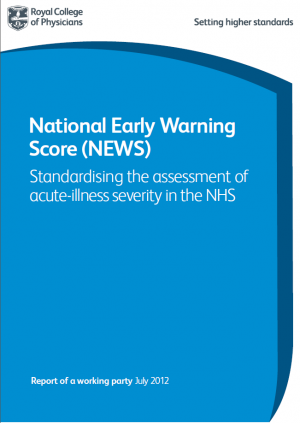 Royal College
of Physicians
Setting higher standards
National Early Warning
Score (NEWS)
Standardising the assessment of
acute-illness severity in the NHS
Report of a working party July 2012